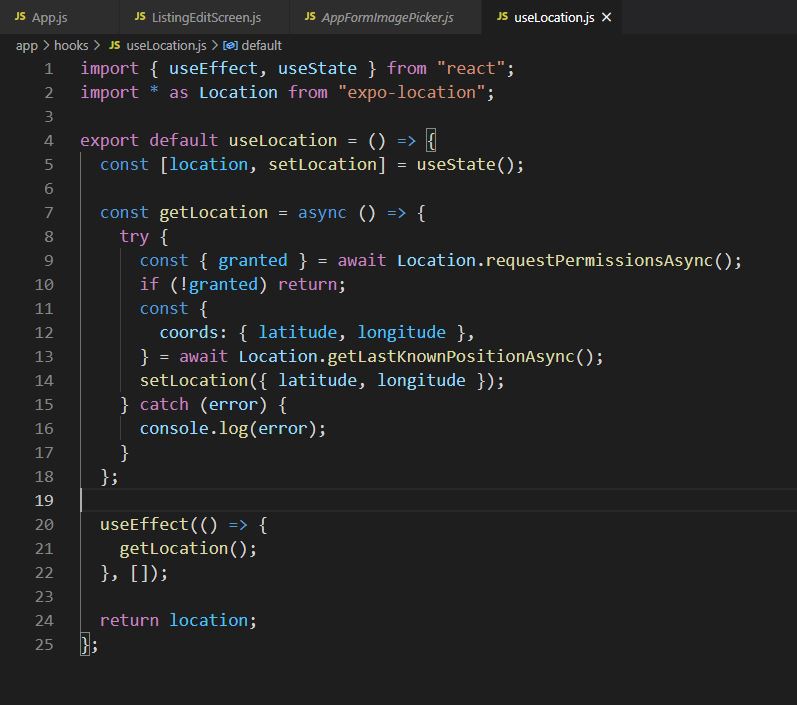 JS App.js JS ListingEditScreen.js JS AppFormImagePicker.js JS useLocation.js ×
app > hooks > JS useLocation.js > default
1 import { useEffect, useState } from "react";
2 import * as Location from "expo-location";
3
4 export default useLocation = () => {
5 const [location, setLocation] = useState();
6
7 const getLocation = async () => {
8 try {
9 const { granted } = await Location.requestPermissionsAsync();
10 if (!granted) return;
11 const {
12 coords: { latitude, longitude },
13 } = await Location.getLastKnownPositionAsync();
14 setLocation({ latitude, longitude });
15 } catch (error) {
16 console.log(error);
17 }
18 };
19
20 useEffect(() => {
21 getLocation();
22 }, []);
23
24 return location;
25 };